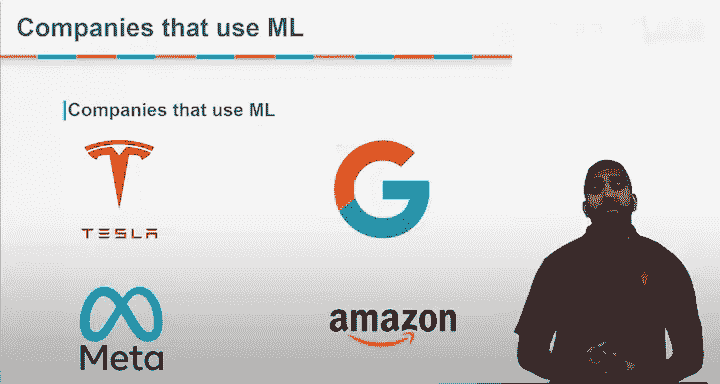 Companies that use ML
Companies that use ML
TESLA
G
Meta
amazon